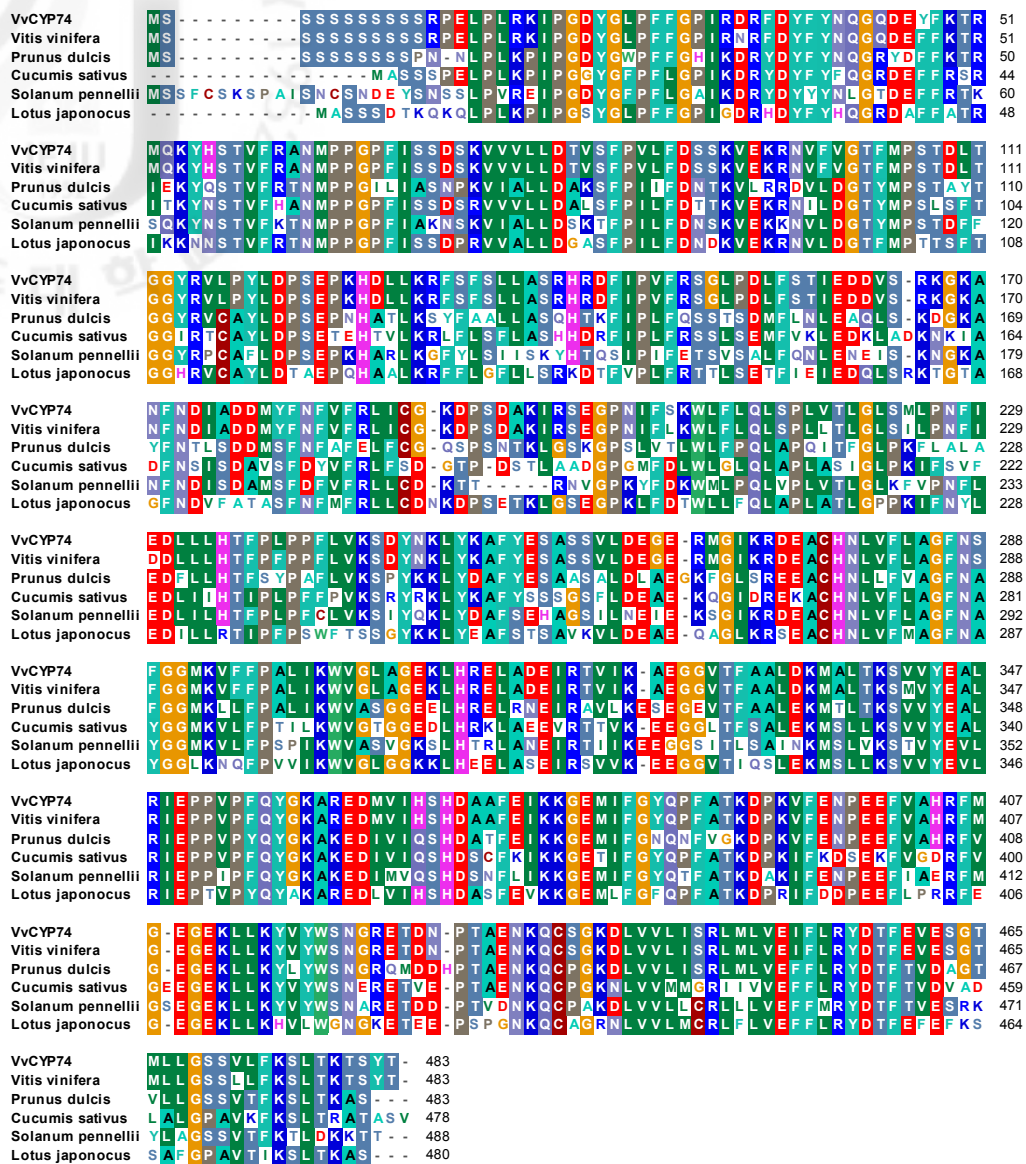 VvCYP74 MS---------SSSSSSSSSRPELPLRKIPGDYGLPFFGPIRDRFDYFYNQGQDEYFKTR 51
Vitis vinifera MS---------SSSSSSSSSRPELPLRKIPGDYGLPFFGPIRNRFDYFYNQGQDEFFKTR 51
Prunus dulcis MS---------SSSSSSSSPN-NLPLKPIPGDYGWPFFGHIKDRYDYFYNQGRYDFFKTR 50
Cucumis sativus ----------------MASSSPELPLKPIPGGYGFPFLGPIKDRYDYFYFQGRDEFFRSR 44
Solanum pennellii MSSFCSKSPAISNCSNDEYSNSSLPVREIPGDYGFPFLGAIKDRYDYYYNLGTDEFFRTK 60
Lotus japonocus ------------MASSSDTKQKQLPLKPIPGSYGLPFFGPIGDRHDYFYHQGRDAFFATR 48
VvCYP74 MQKYHSTVFRANMPPGPFISSDSKVVVLLDTVSFPVLFDSSKVEKRNVFVGTFMPSTDLT 111
Vitis vinifera MQKYHSTVFRANMPPGPFISSDSKVVVLLDTVSFPVLFDSSKVEKRNVFVGTFMPSTDLT 111
Prunus dulcis IEKYQSTVFRTNMPPGILIASNPKVIALLDAKSFPIIFDNTKVLRRDVLDGTYMPSTAYT 110
Cucumis sativus ITKYNSTVFHANMPPGPFISSDSRVVVLLDALSFPILFDTTKVEKRNILDGTYMPSLSFT 104
Solanum pennellii SQKYNSTVFKTNMPPGPFIAKNSKVIALLDSKTFPILFDNSKVEKKNVLDGTYMPSTDFF 120
Lotus japonocus IKKNNSTVFRTNMPPGPFISSDPRVVALLDGASFPILFDNDKVEKRNVLDGTFMPTTSFT 108
VvCYP74 GGYRVLPYLDPSEPKHDLLKRFSFSLLASRHRDFIPVFRSGLPDLFSTIEDDVS-RKGKA 170
Vitis vinifera GGYRVLPYLDPSEPKHDLLKRFSFSLLASRHRDFIPVFRSGLPDLFSTIEDDVS-RKGKA 170
Prunus dulcis GGYRVCAYLDPSEPNHATLKSYFAALLASQHTKFIPLFQSSTSDMFLNLEAQLS-KDGKA 169
Cucumis sativus GGIRTCAYLDPSETEHTVLKRLFLSFLASHHDRFIPLFRSSLSEMFVKLEDKLADKNKIA 164
Solanum pennellii GGYRPCAFLDPSEPKHARLKGFYLSIISKYHTQSIPIFETSVSALFQNLENEIS-KNGKA 179
Lotus japonocus GGHRVCAYLDTAEPQHAALKRFFLGFLLSRKDTFVPLFRTTLSETFIEIEDQLSRKTGTA 168
VvCYP74 NFNDIADDMYFNFVFRLICG-KDPSDAKIRSEGPNIFSKWLFLQLSPLVTLGLSMLPNFI 229
Vitis vinifera NFNDIADDMYFNFVFRLICG-KDPSDAKIRSEGPNIFLKWLFLQLSPLLTLGLSILPNFI 229
Prunus dulcis YFNTLSDDMSFNFAFELFCG-QSPSNTKLGSKGPSLVTLWLFPQLAPQITFGLPKFLALA 228
Cucumis sativus DFNSISDAVSFDYVFRLFSD-GTP-DSTLAADGPGMFDLWLGLQLAPLASIGLPKIFSVF 222
Solanum pennellii NFNDISDAMSFDFVFRLLCD-KTT-----RNVGPKYFDKWMLPQLVPLVTLGLKFVPNFL 233
Lotus japonocus GFNDVFATASFNFMFRLLCDNKDPSETKLGSEGPKLFDTWLLFQLAPLATLGPPKIFNYL 228
VvCYP74 EDLLLHTFPLPPFLVKSDYNKLYKAFYESASSVLDEGE-RMGIKRDEACHNLVFLAGFNS 288
Vitis vinifera DDLLLHTFPFPPFLVKSDYNKLYKAFYESASSVLDEGE-RMGIKRDEACHNLVFLAGFNS 288
Prunus dulcis EDFLLHTFSYPAFLVKSPYKKLYDAFYESAASALDLAEGKFGLSREEACHNLLFVAGFNA 288
Cucumis sativus EDLIIHTIPLPFFPVKSRYRKLYKAFYSSSGSFLDEAE-KQGIDREKACHNLVFLAGFNA 281
Solanum pennellii EDLILHTFPLPFCLVKSIYQKLYDAFSEHAGSILNEIE-KSGIKRDEACHNLVFLAGFNA 292
Lotus japonocus EDILLRTIPFPSWFTSSGYKKLYEAFSTSAVKVLDEAE-QAGLKRSEACHNLVFMAGFNA 287
VvCYP74 FGGMKVFFPALIKWVGLAGEKLHRELADEIRTVIK-AEGGVTFAALDKMALTKSVVYEAL 347
Vitis vinifera FGGMKVFFPALIKWVGLAGEKLHRELADEIRTVIK-AEGGVTFAALDKMALTKSMVYEAL 347
Prunus dulcis FGGMKLLFPALIKWVASGGEELHRELRNEIRAVLKESEGEVTFAALEKMTLTKSVVYEAL 348
Cucumis sativus YGGMKVLFPTILKWVGTGGEDLHRKLAEEVRTTVK-EEGGLTFSALEKMSLLKSVVYEAL 340
Solanum pennellii YGGMKVLFPSPIKWVASVGKSLHTRLANEIRTIIKEEGGSITLSAINKMSLVKSTVYEVL 352
Lotus japonocus YGGLKNQFPVVIKWVGLGGKKLHEELASEIRSVVK-EEGGVTIQSLEKMSLLKSVVYEVL 346
VvCYP74 RIEPPVPFQYGKAREDMVIHSHDAAFEIKKGEMIFGYQPFATKDPKVFENPEEFVAHRFM 407
Vitis vinifera RIEPPVPFQYGKAREDMVIHSHDAAFEIKKGEMIFGYQPFATKDPKVFENPEEFVAHRFM 407
Prunus dulcis RIEPPVPYQYGKAKEDIVIQSHDATFEIKKGEMIFGNQNFVGKDPKVFENPEEFVAHRFV 408
Cucumis sativus RIEPPVPFQYGKAKEDIVIQSHDSCFKIKKGETIFGYQPFATKDPKIFKDSEKFVGDRFV 400
Solanum pennellii RIEPPIPFQYGKAKEDIMVQSHDSNFLIKKGEMIFGYQTFATKDAKIFENPEEFIAERFM 412
Lotus japonocus RIEPTVPYQYAKAREDLVIHSHDASFEVKKGEMLFGFQPFATKDPRIFDDPEEFLPRRFE 406
VvCYP74 G-EGEKLLKYVYWSNGRETDN-PTAENKQCSGKDLVVLISRLMLVEIFLRYDTFEVESGT 465
Vitis vinifera G-EGEKLLKYVYWSNGRETDN-PTAENKQCSGKDLVVLISRLMLVEIFLRYDTFEVESGT 465
Prunus dulcis G-EGEKLLKYLYWSNGRQMDDHPTAENKQCPGKDLVVLISRLMLVEFFLRYDTFTVDAGT 467
Cucumis sativus GEEGEKLLKYVYWSNERETVE-PTAENKQCPGKNLVVMMGRIIVVEFFLRYDTFTVDVAD 459
Solanum pennellii GSEGEKLLKYVYWSNARETDD-PTVDNKQCPAKDLVVLLCRLLLVEFFMRYDTFTVESRK 471
Lotus japonocus G-EGEKLLKHVLWGNGKETEE-PSPGNKQCAGRNLVVLMCRLFLVEFFLRYDTFEFEFKS 464
VvCYP74 MLLGSSVLFKSLTKTSYT- 483
Vitis vinifera MLLGSSLLFKSLTKTSYT- 483
Prunus dulcis VLLGSSVTFKSLTKAS--- 483
Cucumis sativus LALGPAVKFKSLTRATASV 478
Solanum pennellii YLAGSSVTFKTLDKKTT-- 488
Lotus japonocus SAFGPAVTIKSLTKAS--- 480